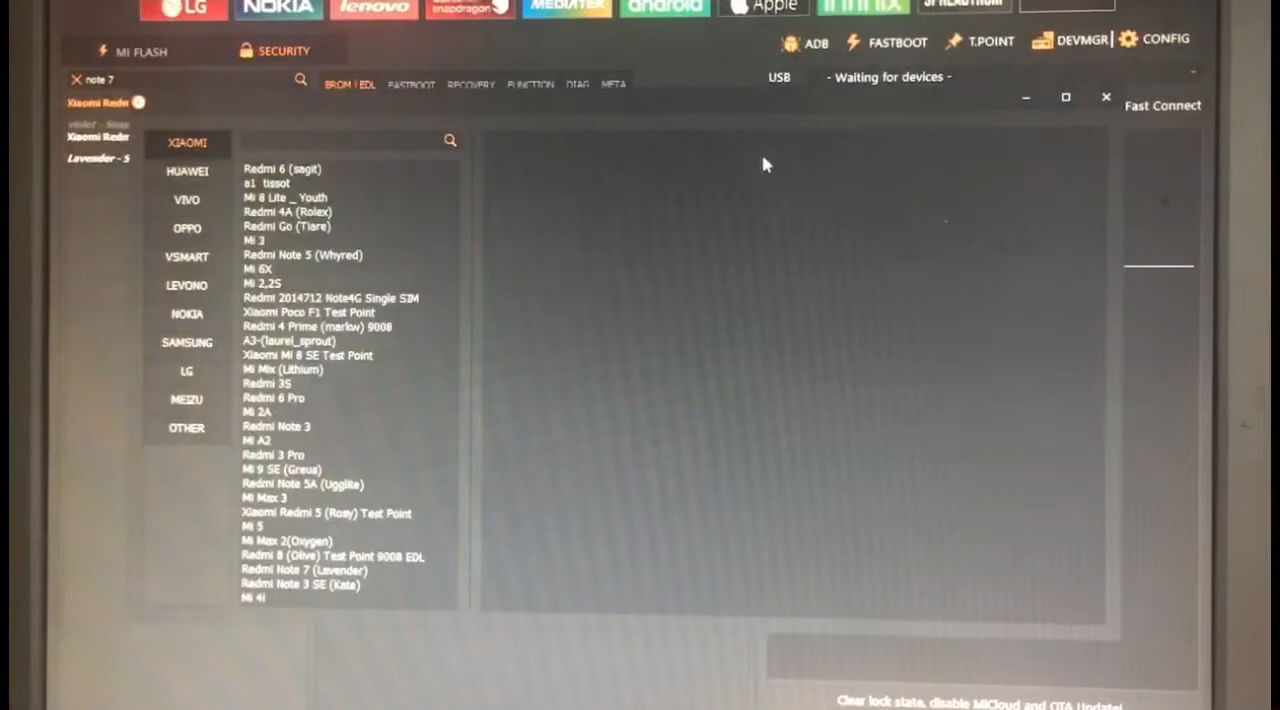 LG
NOKIA
lenovo
snapdragon
MEDIATEK
android
Apple
MI FLASH
SECURITY
ADB
FASTBOOT
T.POINT
DEVMGR
CONFIG
note 7
BROM | EDL
FASTBOOT
RECOVERY
FUNCTION
DIAG
META
USB
- Waiting for devices -
Fast Connect
Xiaomi Redm
Xiaomi Redm
Lavender - S
XIAOMI
HUAWEI
VIVO
OPPO
VSMART
LEVONO
NOKIA
SAMSUNG
LG
MEIZU
OTHER
Redmi 6 (sagit)
a1 tissot
Mi 8 Lite _ Youth
Redmi 4A (Rolex)
Redmi Go (Tiare)
Mi 3
Redmi Note 5 (Whyred)
Mi 6X
Mi 2,2S
Redmi 2014712 Note4G Single SIM
Xiaomi Poco F1 Test Point
Redmi 4 Prime (markw) 9008
A3-(laurel_sprout)
Xiaomi Mi 8 SE Test Point
Mi Mix (Lithium)
Redmi 3S
Redmi 6 Pro
Mi 2A
Redmi Note 3
Mi A2
Redmi 3 Pro
Mi 9 SE (Greus)
Redmi Note 5A (Ugglite)
Mi Max 3
Xiaomi Redmi 5 (Rosy) Test Point
Mi 5
Mi Max 2(Oxygen)
Redmi 8 (Olive) Test Point 9008 EDL
Redmi Note 7 (Lavender)
Redmi Note 3 SE (Kate)
Mi 4i
Clear lock state, disable MiCloud and OTA Update!